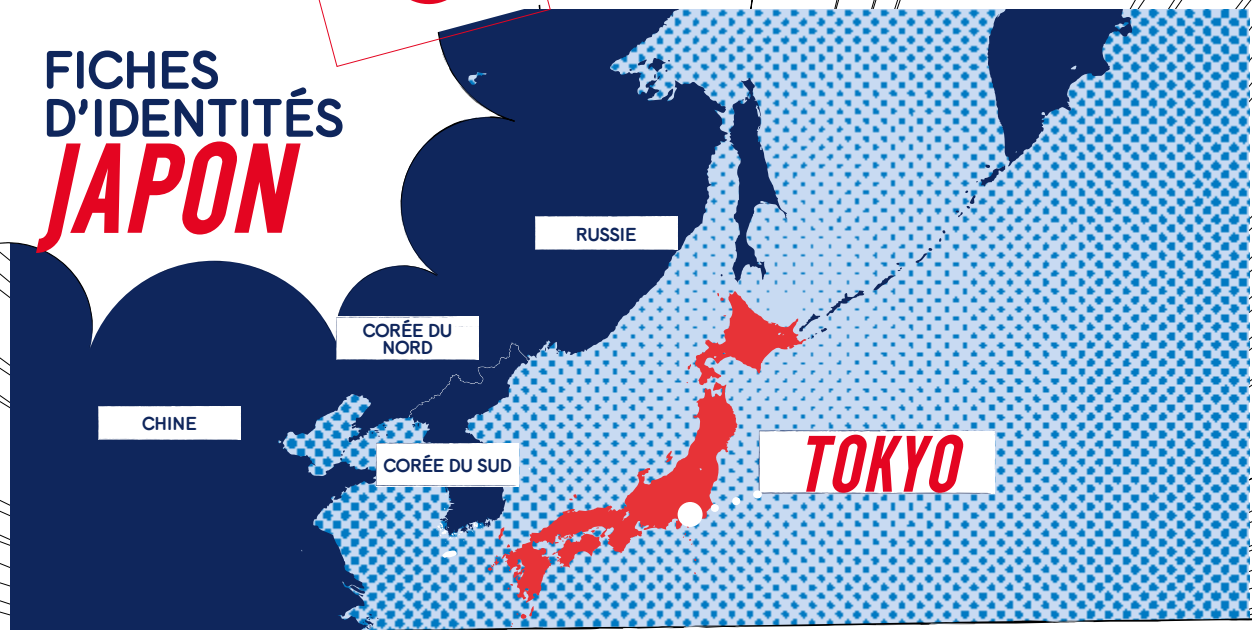 FICHES
D'IDENTITÉS
JAPON
RUSSIE
CORÉE DU
NORD
CHINE
CORÉE DU SUD
TOKYO